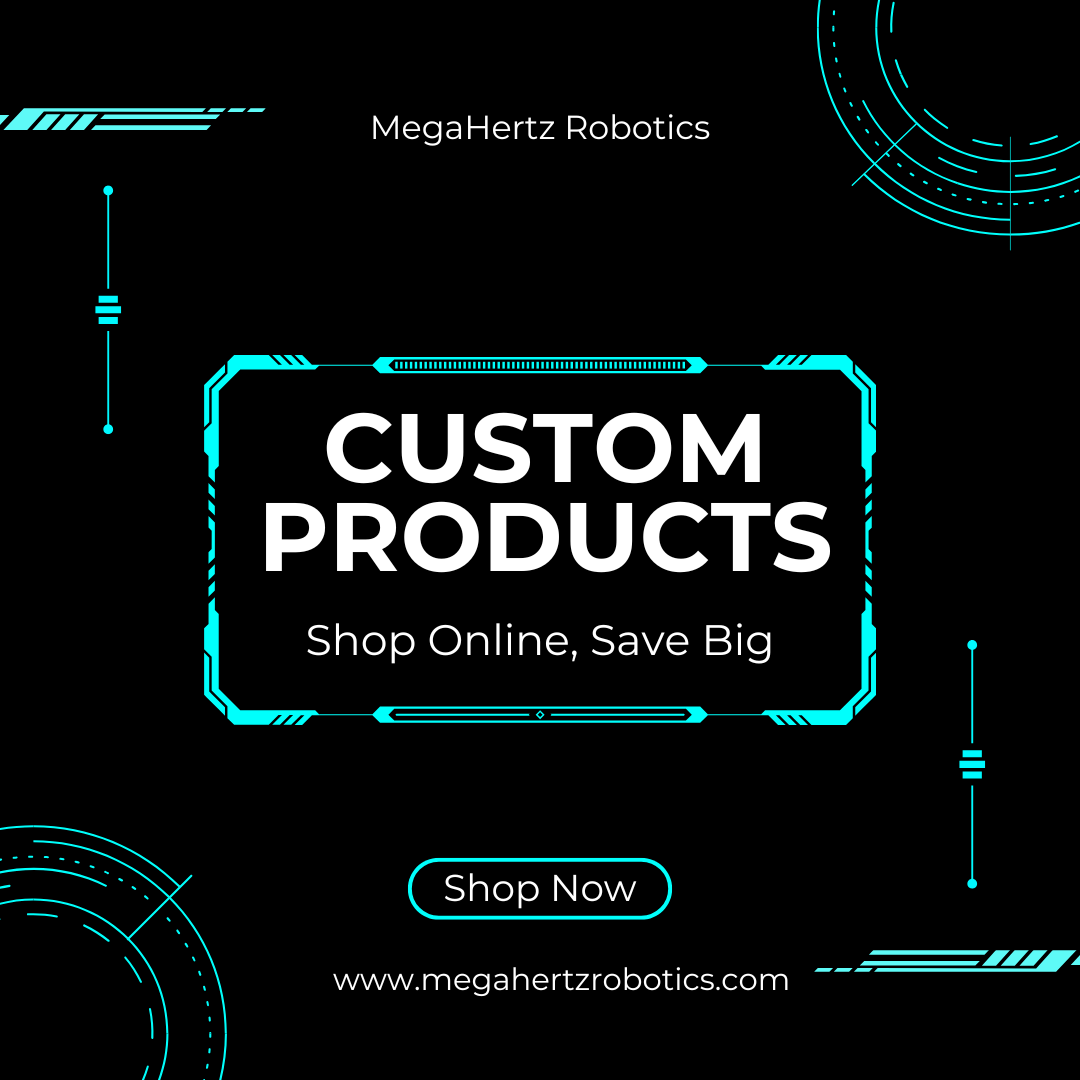 MegaHertz Robotics
CUSTOM
PRODUCTS
Shop Online, Save Big
Shop Now
www.megahertzrobotics.com